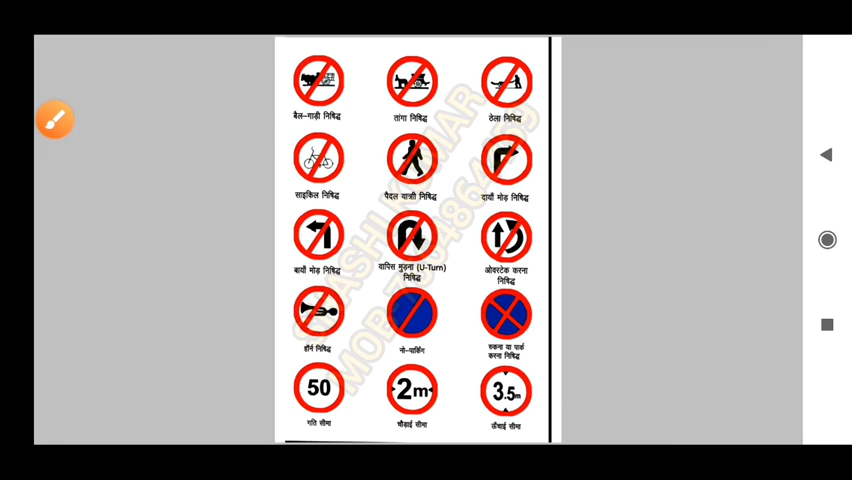 बैल-गाड़ी निषिद्ध
तांगा निषिद्ध
ठेला निषिद्ध
साइकिल निषिद्ध
पैदल यात्री निषिद्ध
दायाँ मोड़ निषिद्ध
बायाँ मोड़ निषिद्ध
वापिस मुड़ना (U-Turn)
निषिद्ध
ओवरटेक करना
निषिद्ध
हॉर्न निषिद्ध
नो-पार्किंग
रुकना या पार्क
करना निषिद्ध
50
2m
3.5m
गति सीमा
चौड़ाई सीमा
ऊँचाई सीमा